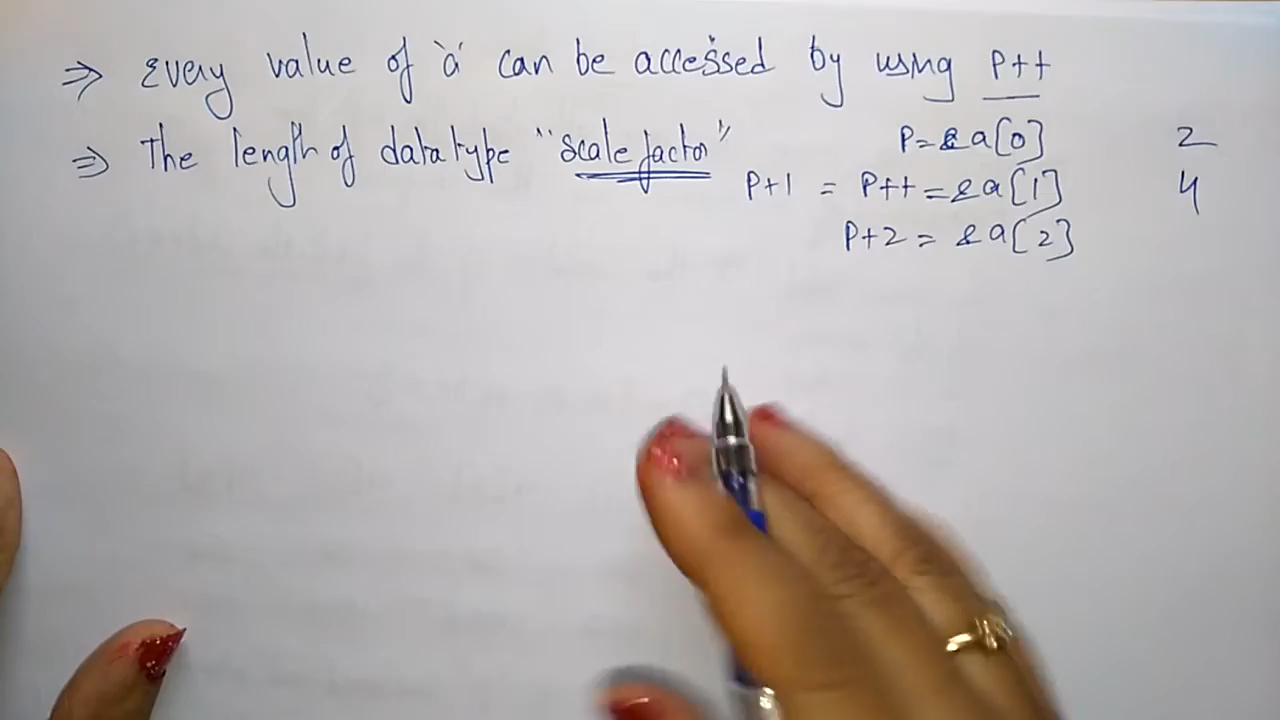 ⇒ Every value of 'a' can be accessed by using P++
⇒ The length of datatype "scale factor"
P=&a[0] 2
P+1 = P++=&a[1] 4
P+2= &a[2]